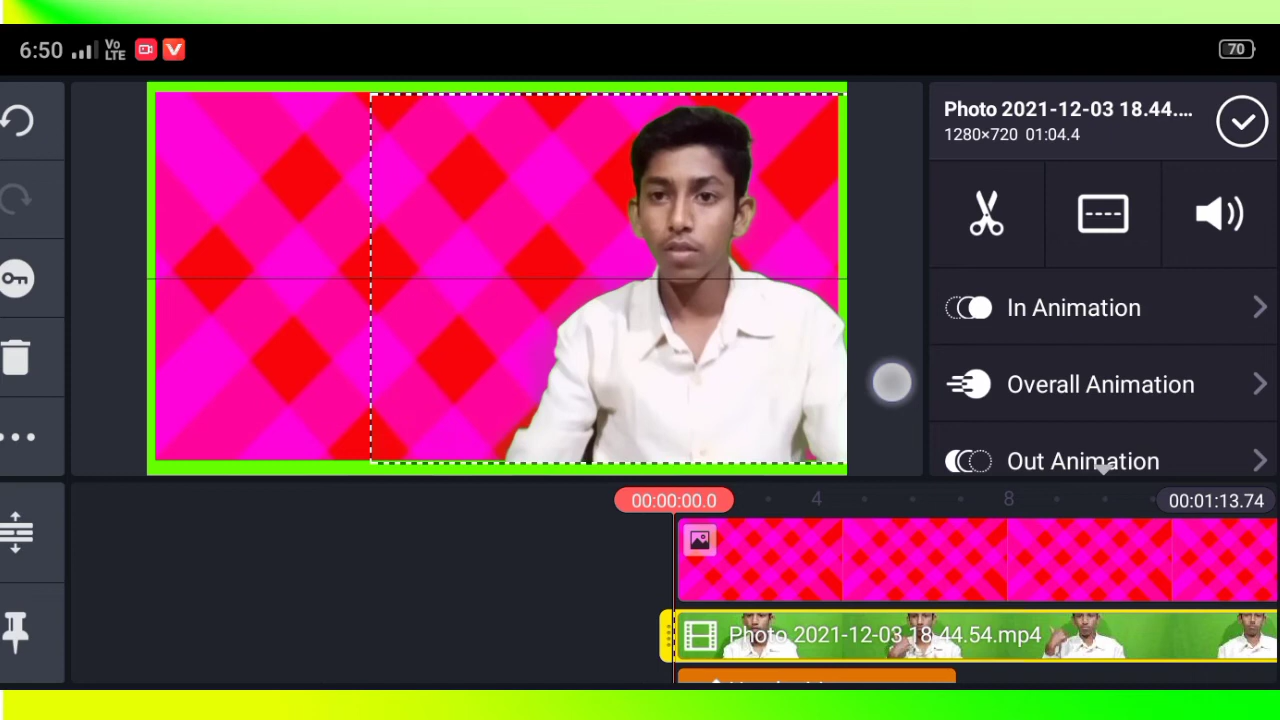 6:50 Vo LTE 70
Photo 2021-12-03 18.44....
1280×720 01:04.4
In Animation
Overall Animation
Out Animation
00:00:00.0 4 8 00:01:13.74
Photo 2021-12-03 18.44.54.mp4